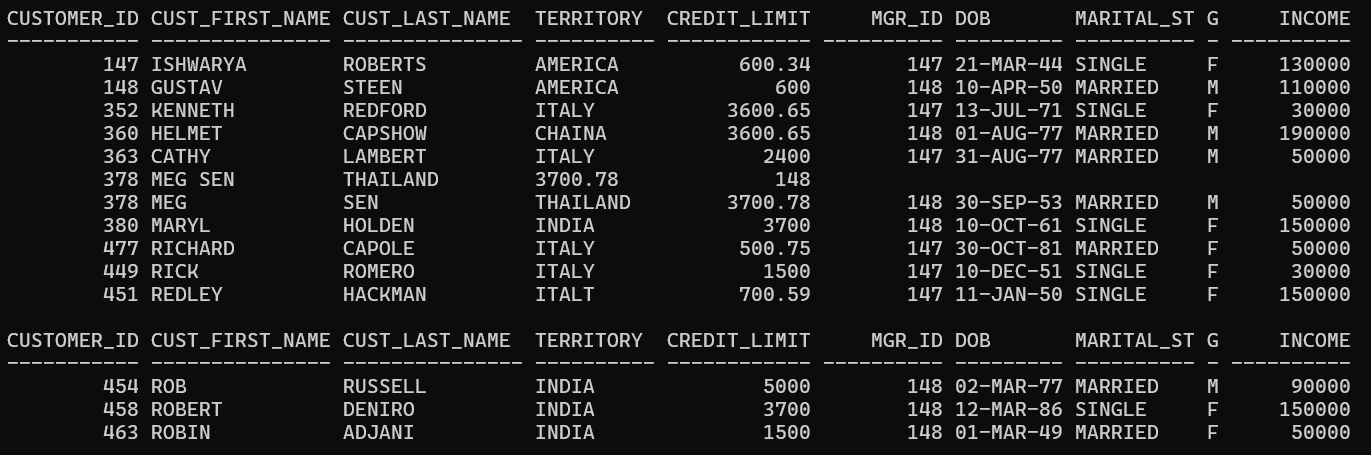 CUSTOMER_ID CUST_FIRST_NAME CUST_LAST_NAME  TERRITORY  CREDIT_LIMIT     MGR_ID DOB       MARITAL_ST G     INCOME
----------- --------------- --------------- ---------- ------------ ---------- --------- ---------- - ----------
        147 ISHWARYA        ROBERTS         AMERICA          600.34        147 21-MAR-44 SINGLE     F     130000
        148 GUSTAV          STEEN           AMERICA             600        148 10-APR-50 MARRIED    M     110000
        352 KENNETH         REDFORD         ITALY           3600.65        147 13-JUL-71 SINGLE     F      30000
        360 HELMET          CAPSHOW         CHAINA          3600.65        148 01-AUG-77 MARRIED    M     190000
        363 CATHY           LAMBERT         ITALY              2400        147 31-AUG-77 MARRIED    M      50000
        378 MEG SEN         THAILAND        3700.78             148
        378 MEG             SEN             THAILAND        3700.78        148 30-SEP-53 MARRIED    M      50000
        380 MARYL           HOLDEN          INDIA              3700        148 10-OCT-61 SINGLE     F     150000
        477 RICHARD         CAPOLE          ITALY            500.75        147 30-OCT-81 MARRIED    F      50000
        449 RICK            ROMERO          ITALY              1500        147 10-DEC-51 SINGLE     F      30000
        451 REDLEY          HACKMAN         ITALT            700.59        147 11-JAN-50 SINGLE     F     150000

CUSTOMER_ID CUST_FIRST_NAME CUST_LAST_NAME  TERRITORY  CREDIT_LIMIT     MGR_ID DOB       MARITAL_ST G     INCOME
----------- --------------- --------------- ---------- ------------ ---------- --------- ---------- - ----------
        454 ROB             RUSSELL         INDIA              5000        148 02-MAR-77 MARRIED    M      90000
        458 ROBERT          DENIRO          INDIA              3700        148 12-MAR-86 SINGLE     F     150000
        463 ROBIN           ADJANI          INDIA              1500        148 01-MAR-49 MARRIED    F      50000